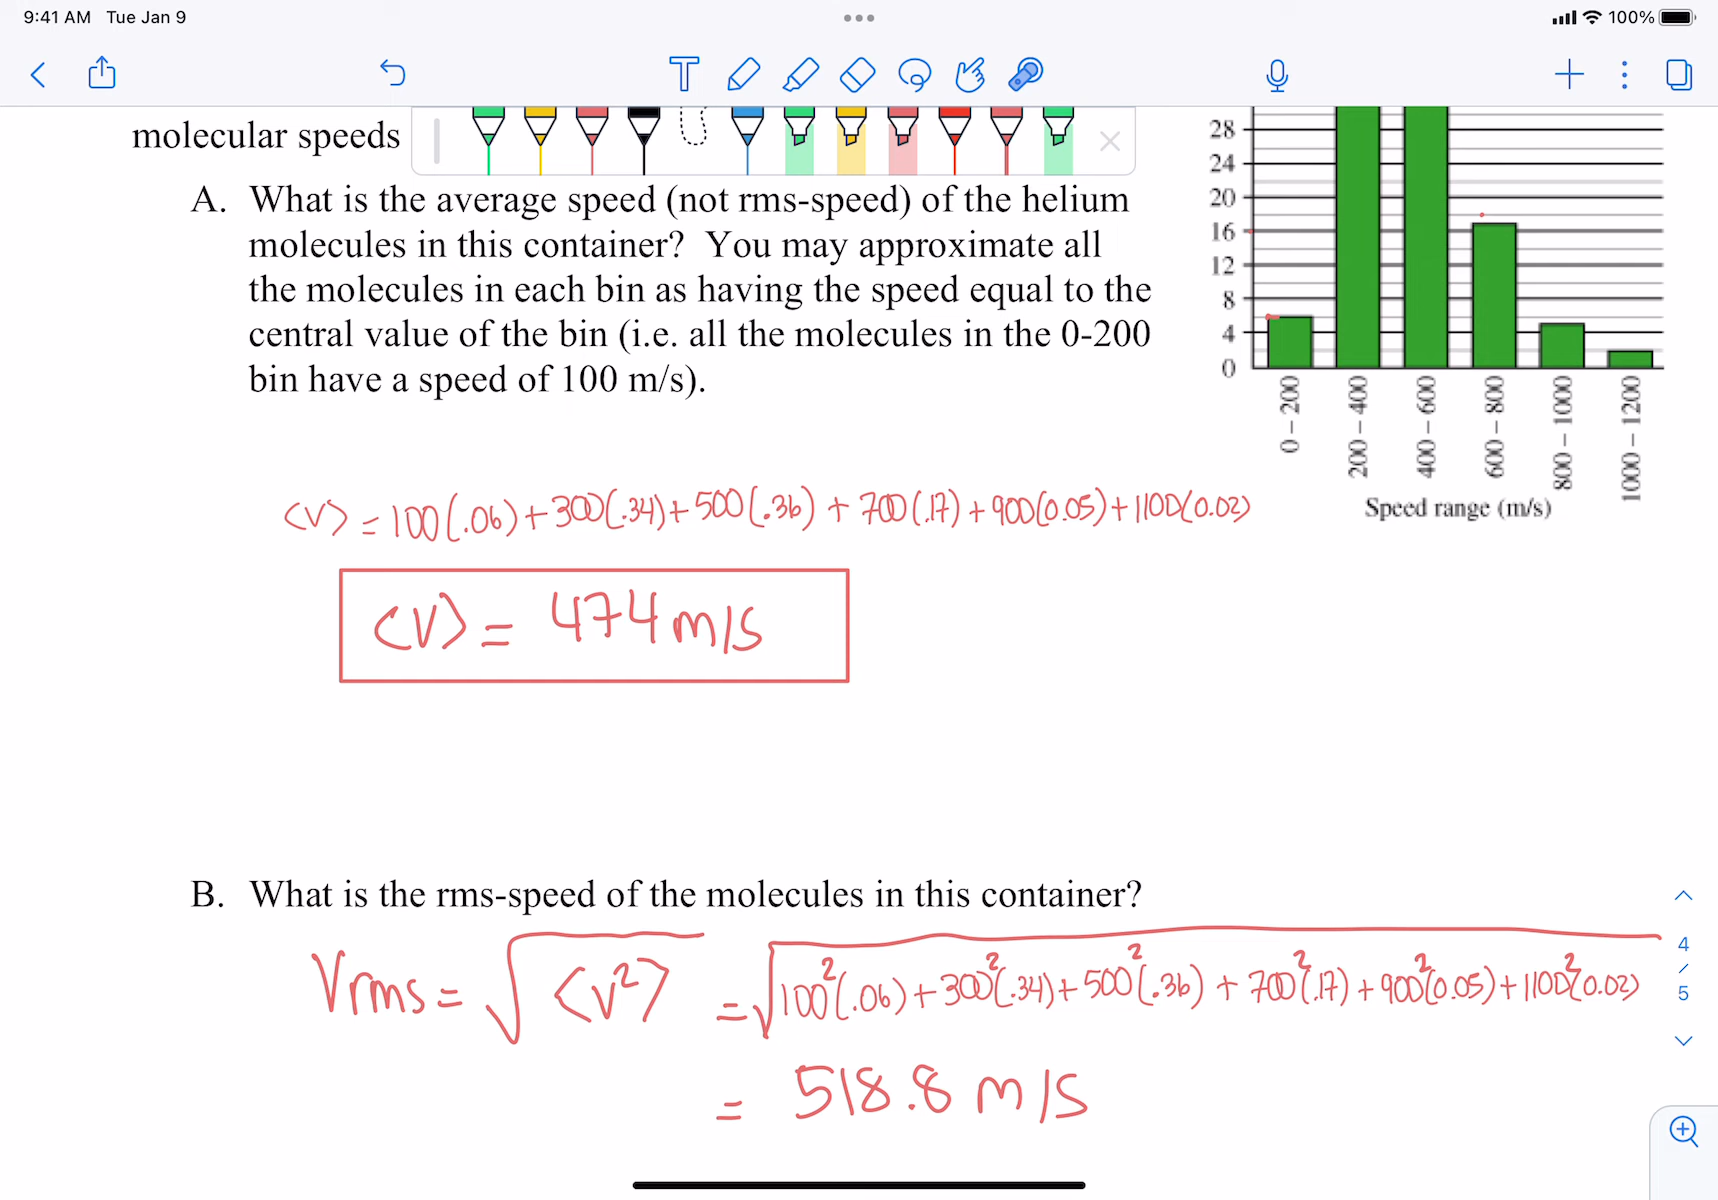 9:41 AM Tue Jan 9
100%
T
molecular speeds
A. What is the average speed (not rms-speed) of the helium
molecules in this container? You may approximate all
the molecules in each bin as having the speed equal to the
central value of the bin (i.e. all the molecules in the 0-200
bin have a speed of 100 m/s).
28
24
20
16
12
8
4
0
0 – 200
200 – 400
400 – 600
600 – 800
800 – 1000
1000 – 1200
Speed range (m/s)
<v> = 100(.06) + 300(.34) + 500(.36) + 700(.17) + 900(0.05) + 1100(0.02)
<v> = 474 m/s
B. What is the rms-speed of the molecules in this container?
Vrms = √<v²> = √100²(.06) + 300²(.34) + 500²(.36) + 700²(.17) + 900²(0.05) + 1100²(0.02)
= 518.8 m/s
4
/
5